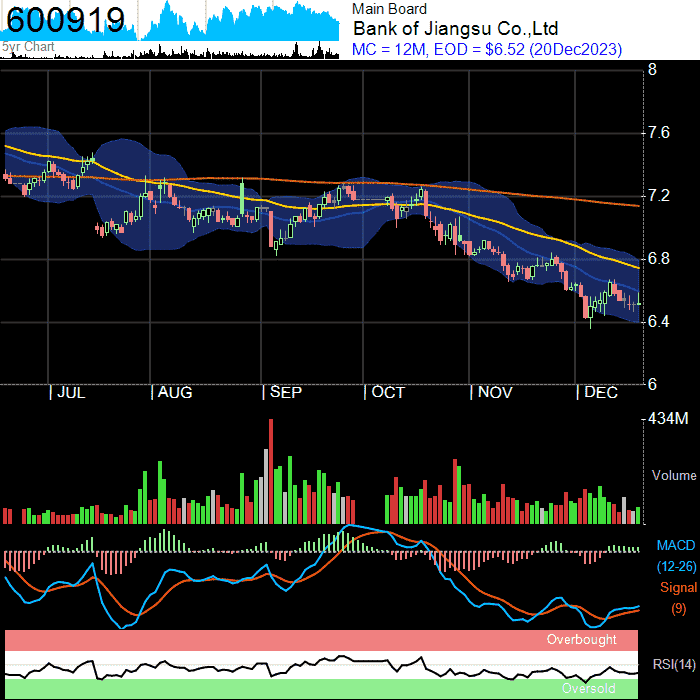 600919
5yr Chart
Main Board
Bank of Jiangsu Co.,Ltd
MC = 12M, EOD = $6.52 (20Dec2023)
8
7.6
7.2
6.8
6.4
6
JUL
AUG
SEP
OCT
NOV
DEC
434M
Volume
MACD
(12-26)
Signal
(9)
Overbought
RSI(14)
Oversold